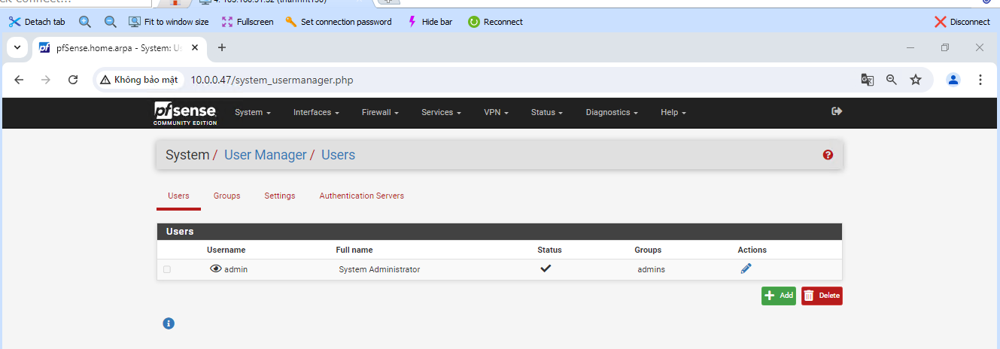 Detach tab Fit to window size Fullscreen Set connection password Hide bar Reconnect Disconnect
pfSense.home.arpa - System: Us
Không bảo mật 10.0.0.47/system_usermanager.php
pfsense COMMUNITY EDITION System Interfaces Firewall Services VPN Status Diagnostics Help
System / User Manager / Users
Users Groups Settings Authentication Servers
Users
Username Full name Status Groups Actions
admin System Administrator admins
Add Delete